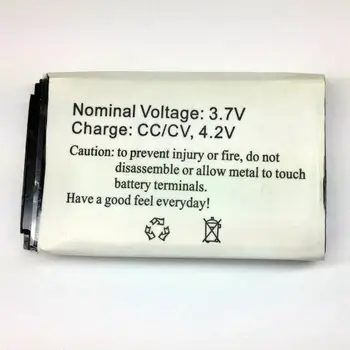 Nominal Voltage: 3.7V
Charge: CC/CV, 4.2V
Caution: to prevent injury or fire, do not
disassemble or allow metal to touch
battery terminals.
Have a good feel everyday!